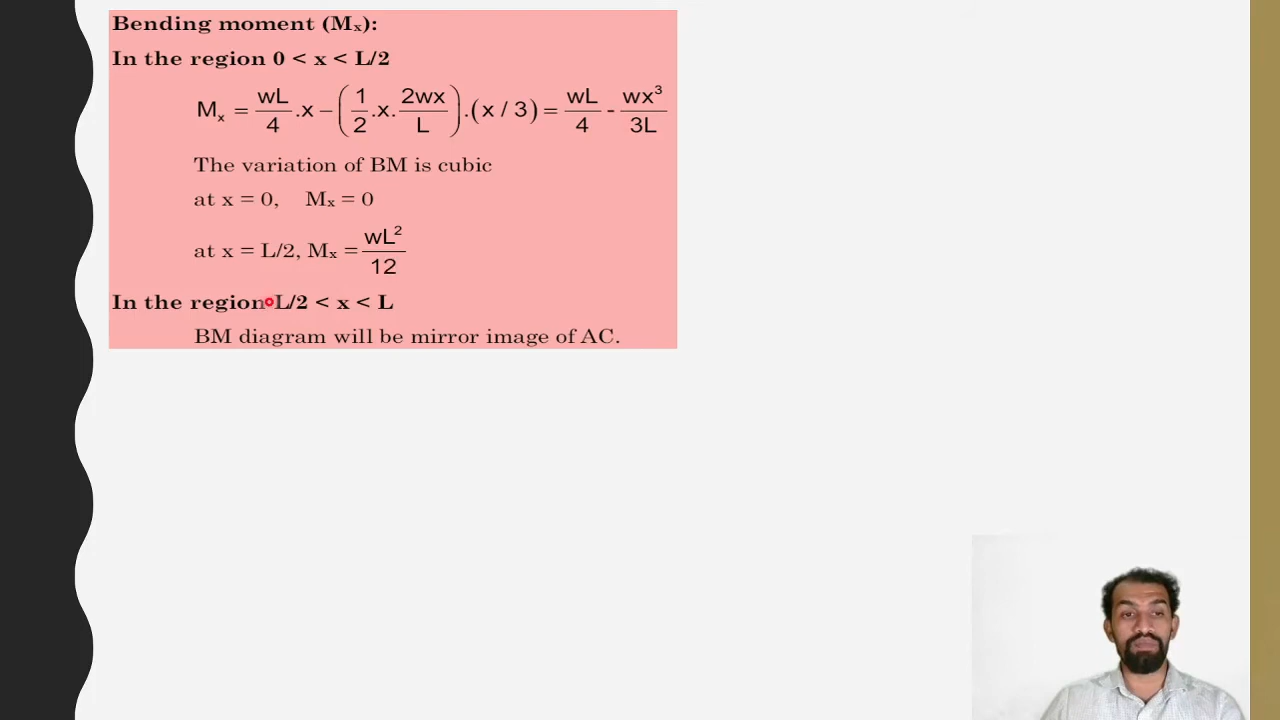 Bending moment (Mₓ):
In the region 0 < x < L/2
Mₓ = wL/4 .x – (1/2 .x. 2wx/L) .(x / 3) = wL/4 - wx³/3L
The variation of BM is cubic
at x = 0, Mₓ = 0
at x = L/2, Mₓ = wL²/12
In the region L/2 < x < L
BM diagram will be mirror image of AC.